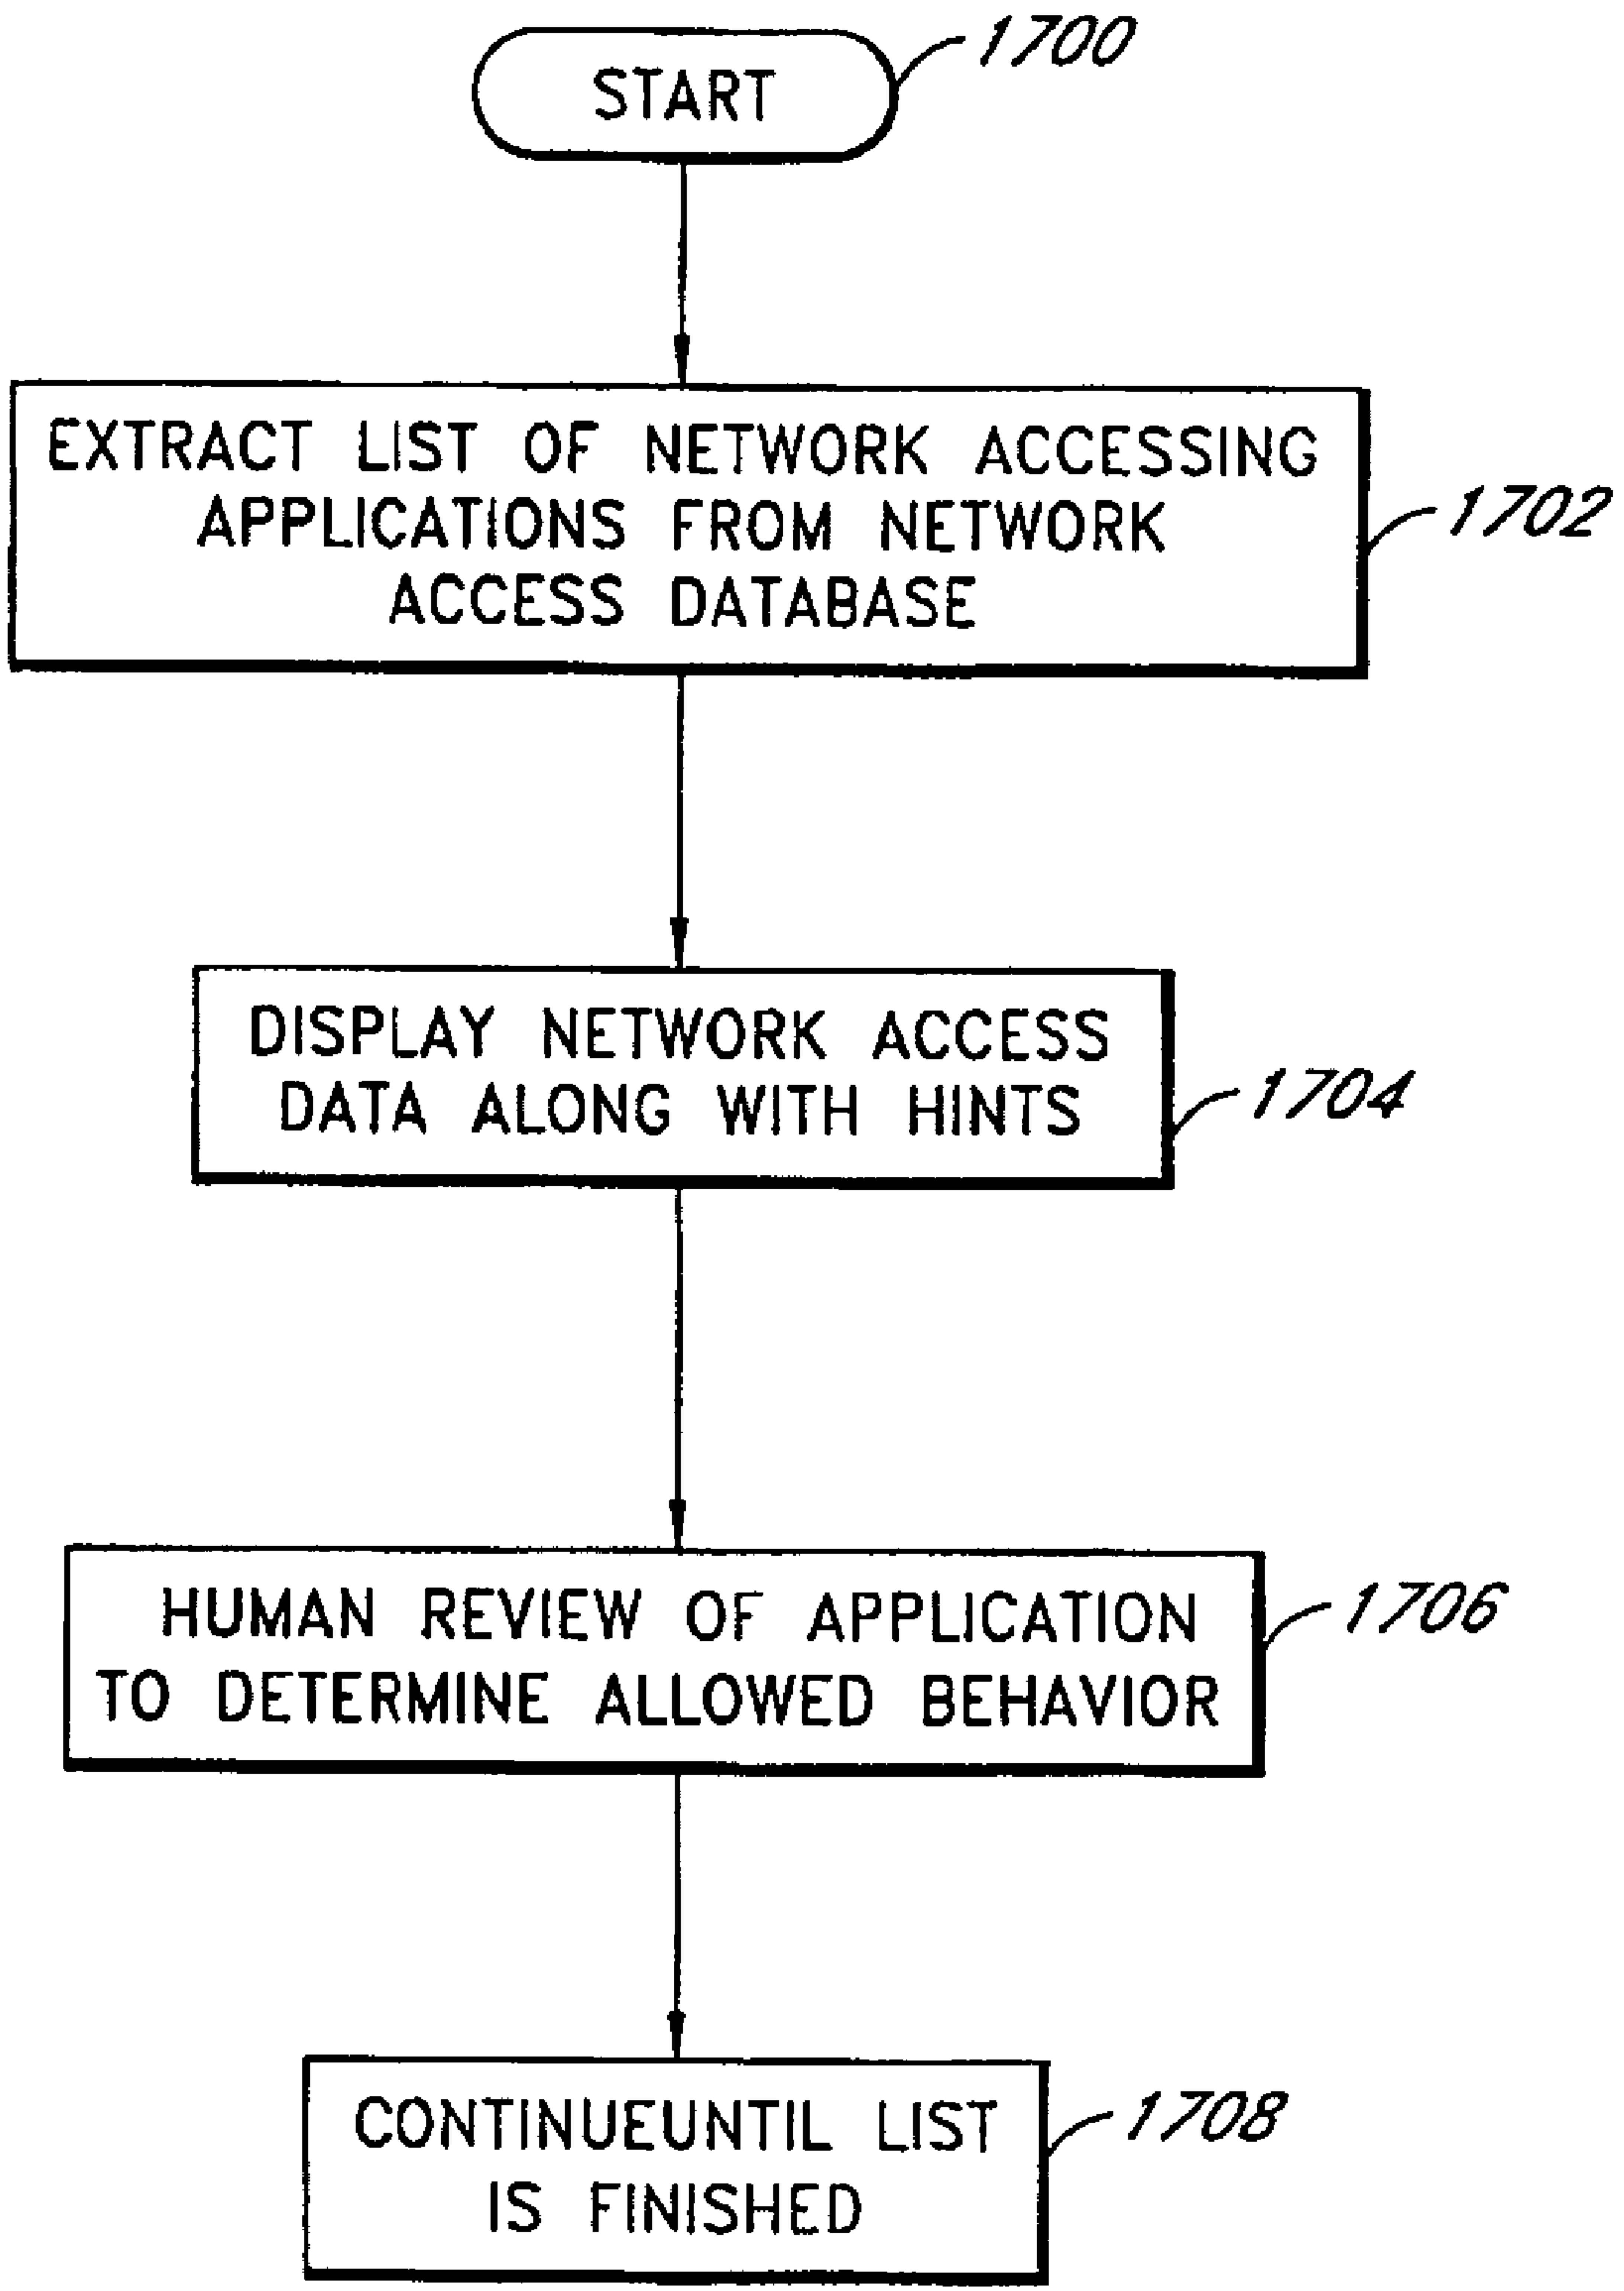 START
1700
EXTRACT LIST OF NETWORK ACCESSING
APPLICATIONS FROM NETWORK
ACCESS DATABASE
1702
DISPLAY NETWORK ACCESS
DATA ALONG WITH HINTS
1704
HUMAN REVIEW OF APPLICATION
TO DETERMINE ALLOWED BEHAVIOR
1706
CONTINUEUNTIL LIST
IS FINISHED
1708